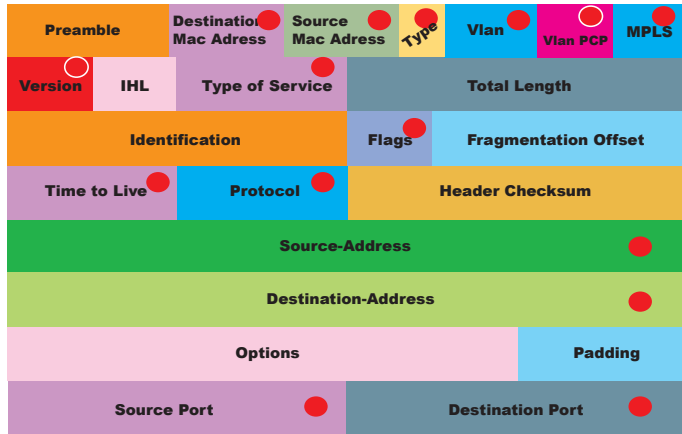 Preamble
Destination
Mac Adress
Source
Mac Adress
Type
Vlan
Vlan PCP
MPLS
Version
IHL
Type of Service
Total Length
Identification
Flags
Fragmentation Offset
Time to Live
Protocol
Header Checksum
Source-Address
Destination-Address
Options
Padding
Source Port
Destination Port